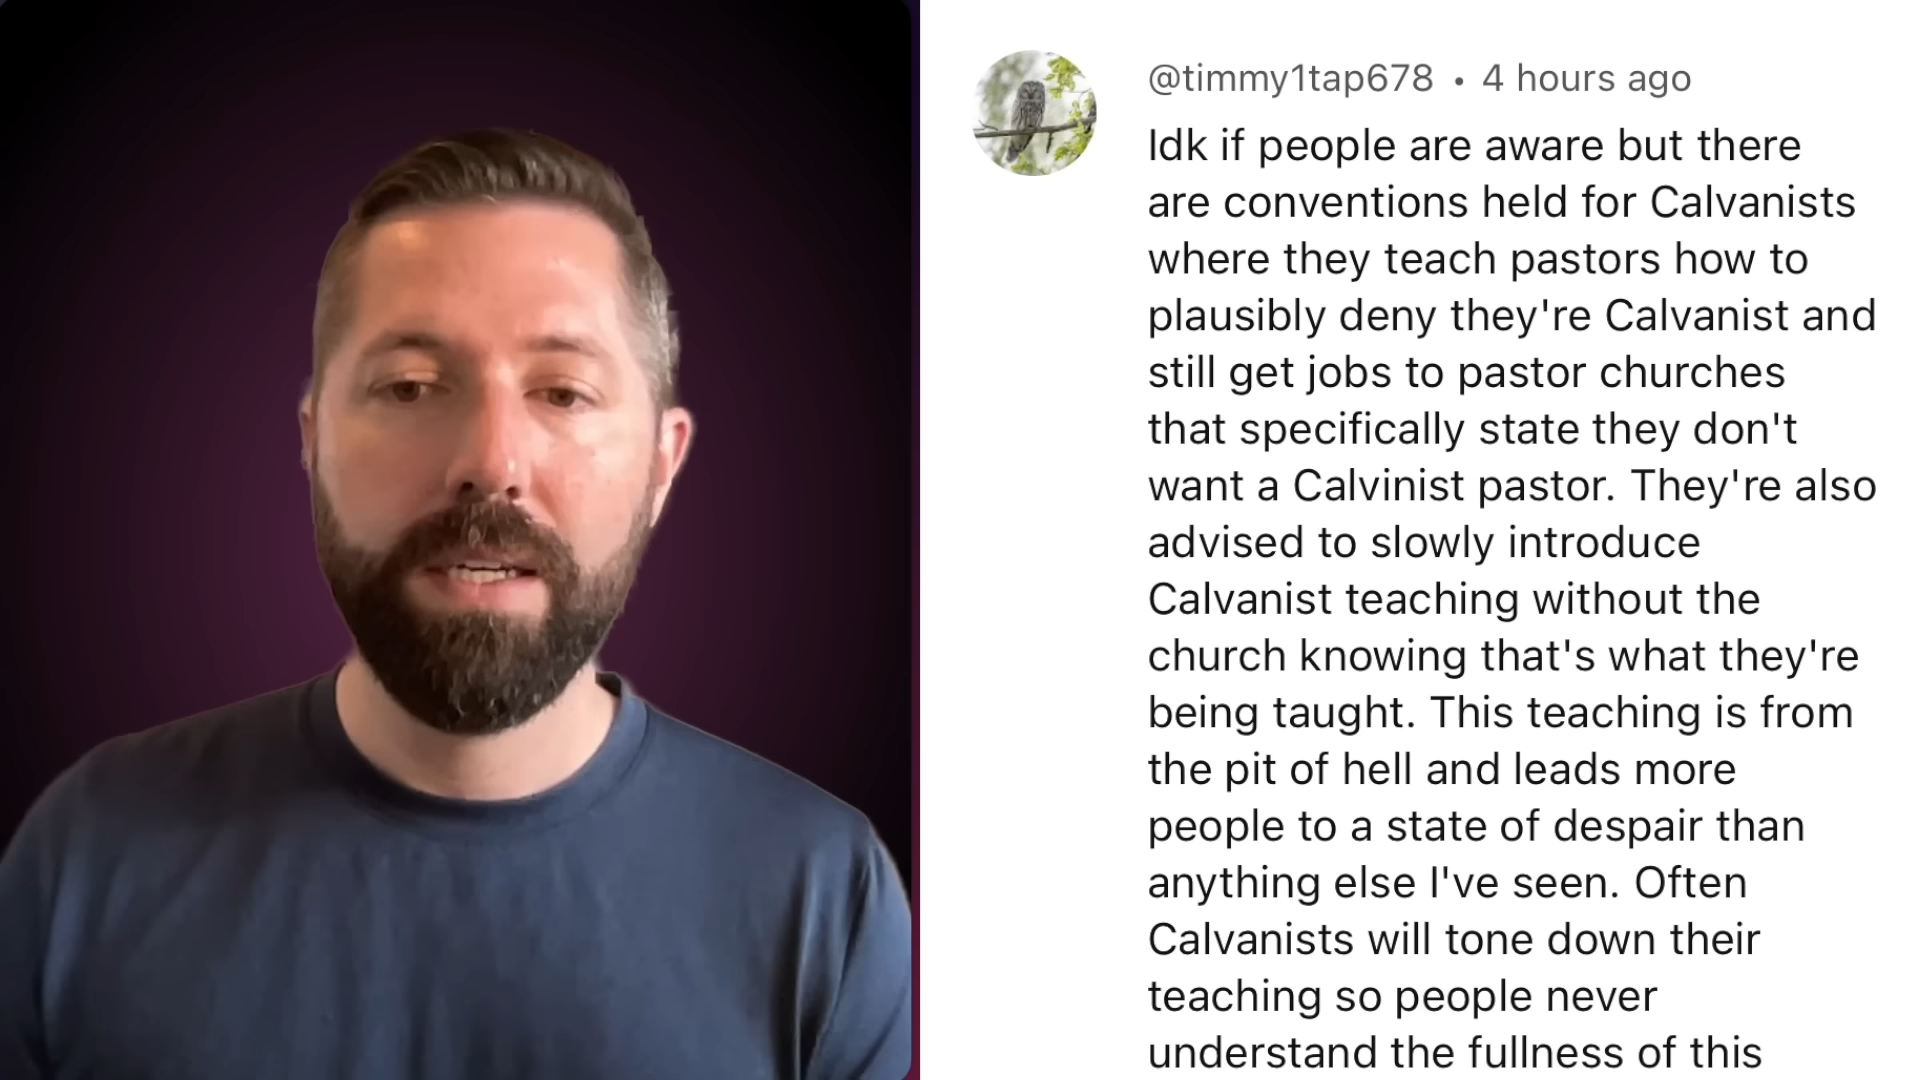 @timmy1tap678 • 4 hours ago
Idk if people are aware but there
are conventions held for Calvanists
where they teach pastors how to
plausibly deny they're Calvanist and
still get jobs to pastor churches
that specifically state they don't
want a Calvinist pastor. They're also
advised to slowly introduce
Calvanist teaching without the
church knowing that's what they're
being taught. This teaching is from
the pit of hell and leads more
people to a state of despair than
anything else I've seen. Often
Calvanists will tone down their
teaching so people never
understand the fullness of this